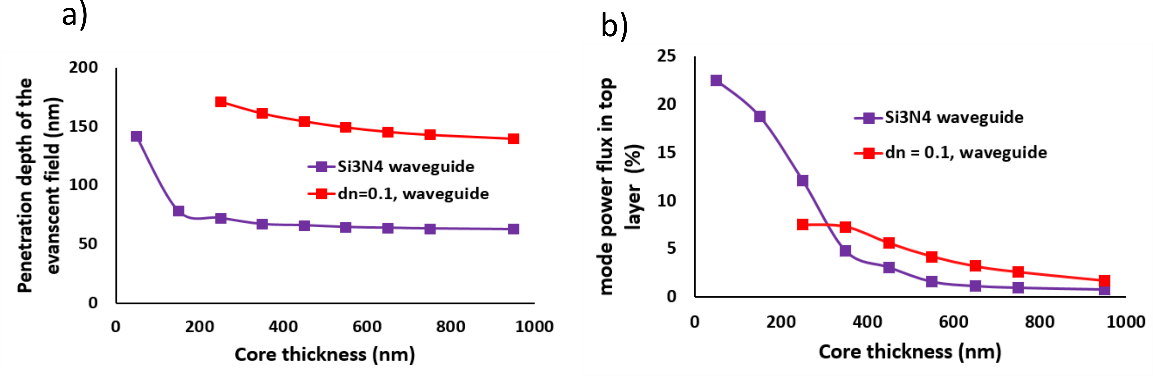 a)
Penetration depth of the
evanscent field (nm)
200
150
100
50
0
0
200
400
600
800
1000
Core thickness (nm)
Si3N4 waveguide
dn=0.1, waveguide
b)
mode power flux in top
layer (%)
25
20
15
10
5
0
0
200
400
600
800
1000
Core thickness (nm)
Si3N4 waveguide
dn = 0.1, waveguide